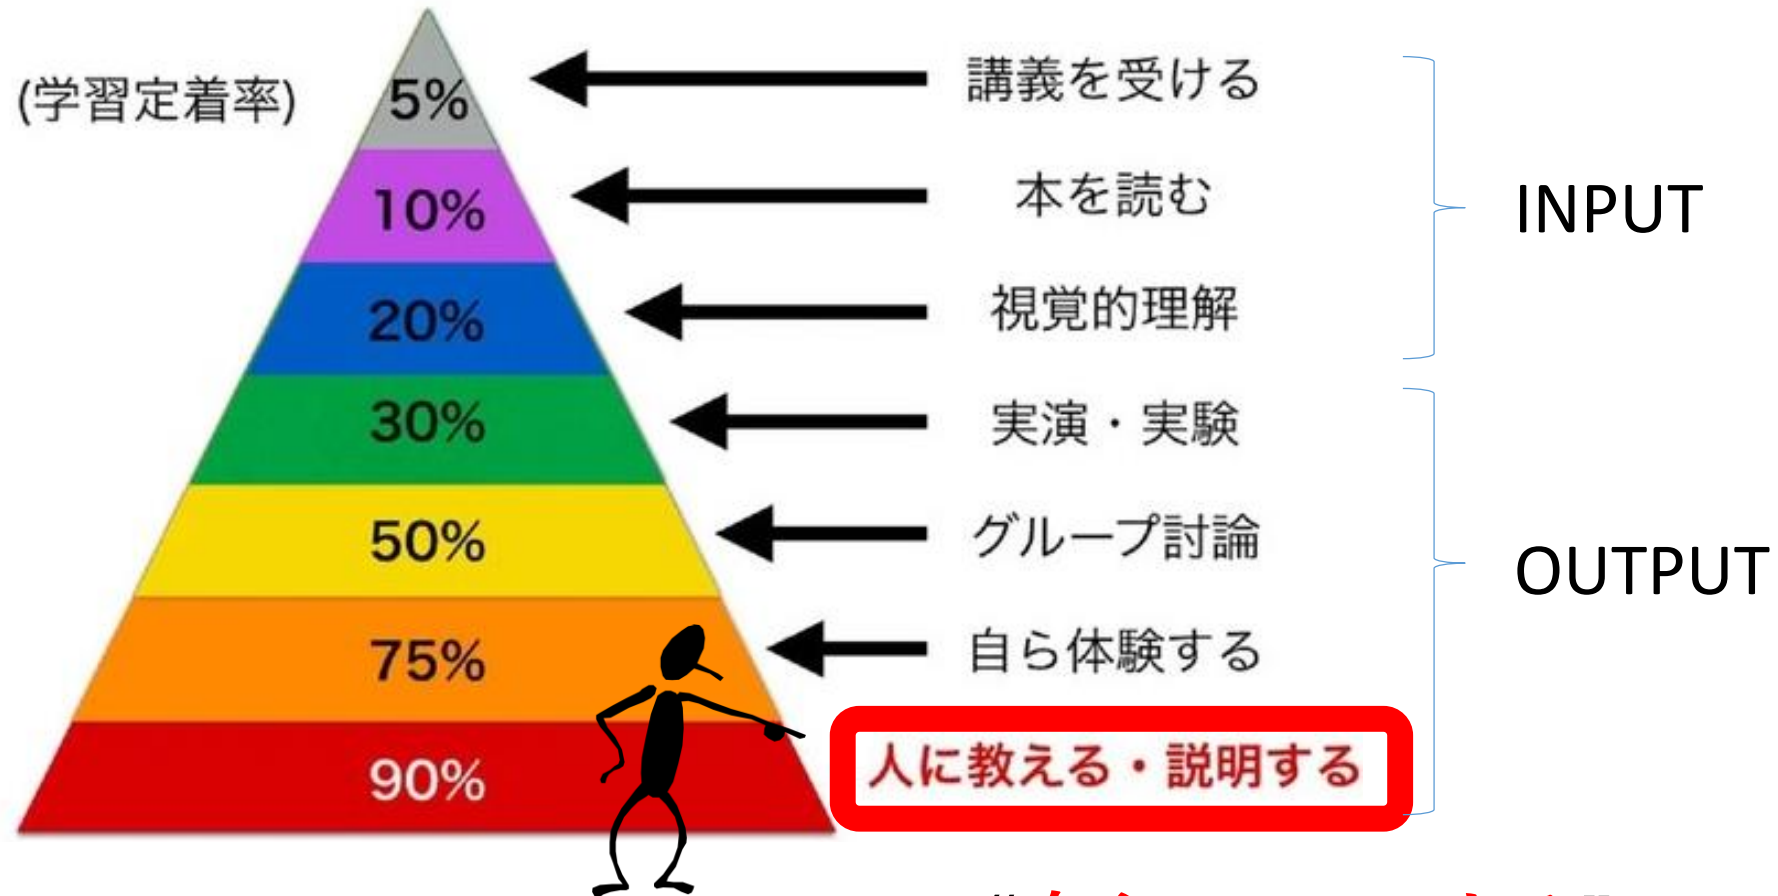 (学習定着率)
5%
講義を受ける
10%
本を読む
INPUT
20%
視覚的理解
30%
実演・実験
50%
グループ討論
OUTPUT
75%
自ら体験する
90%
人に教える・説明する